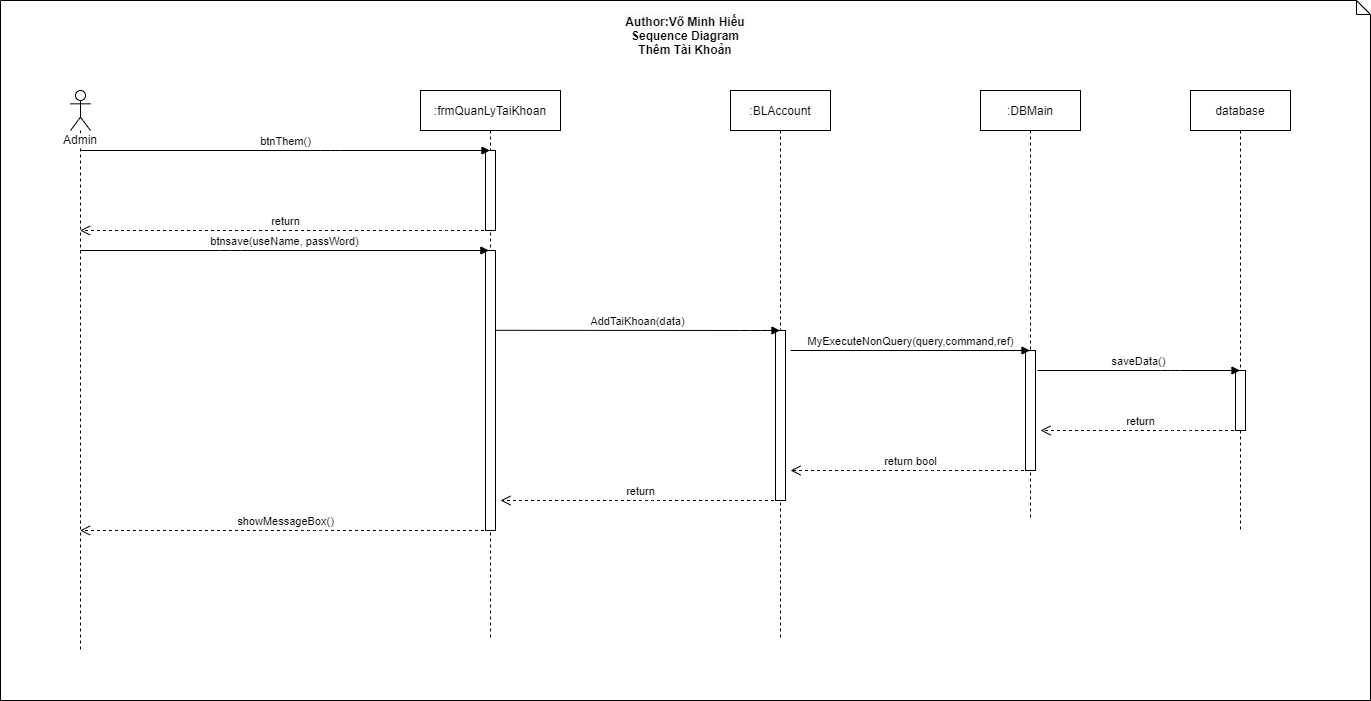 Author:Võ Minh Hiếu
Sequence Diagram
Thêm Tài Khoản
:frmQuanLyTaiKhoan
:BLAccount
:DBMain
database
Admin
btnThem()
return
btnsave(useName, passWord)
AddTaiKhoan(data)
MyExecuteNonQuery(query,command,ref)
saveData()
return
return bool
return
showMessageBox()